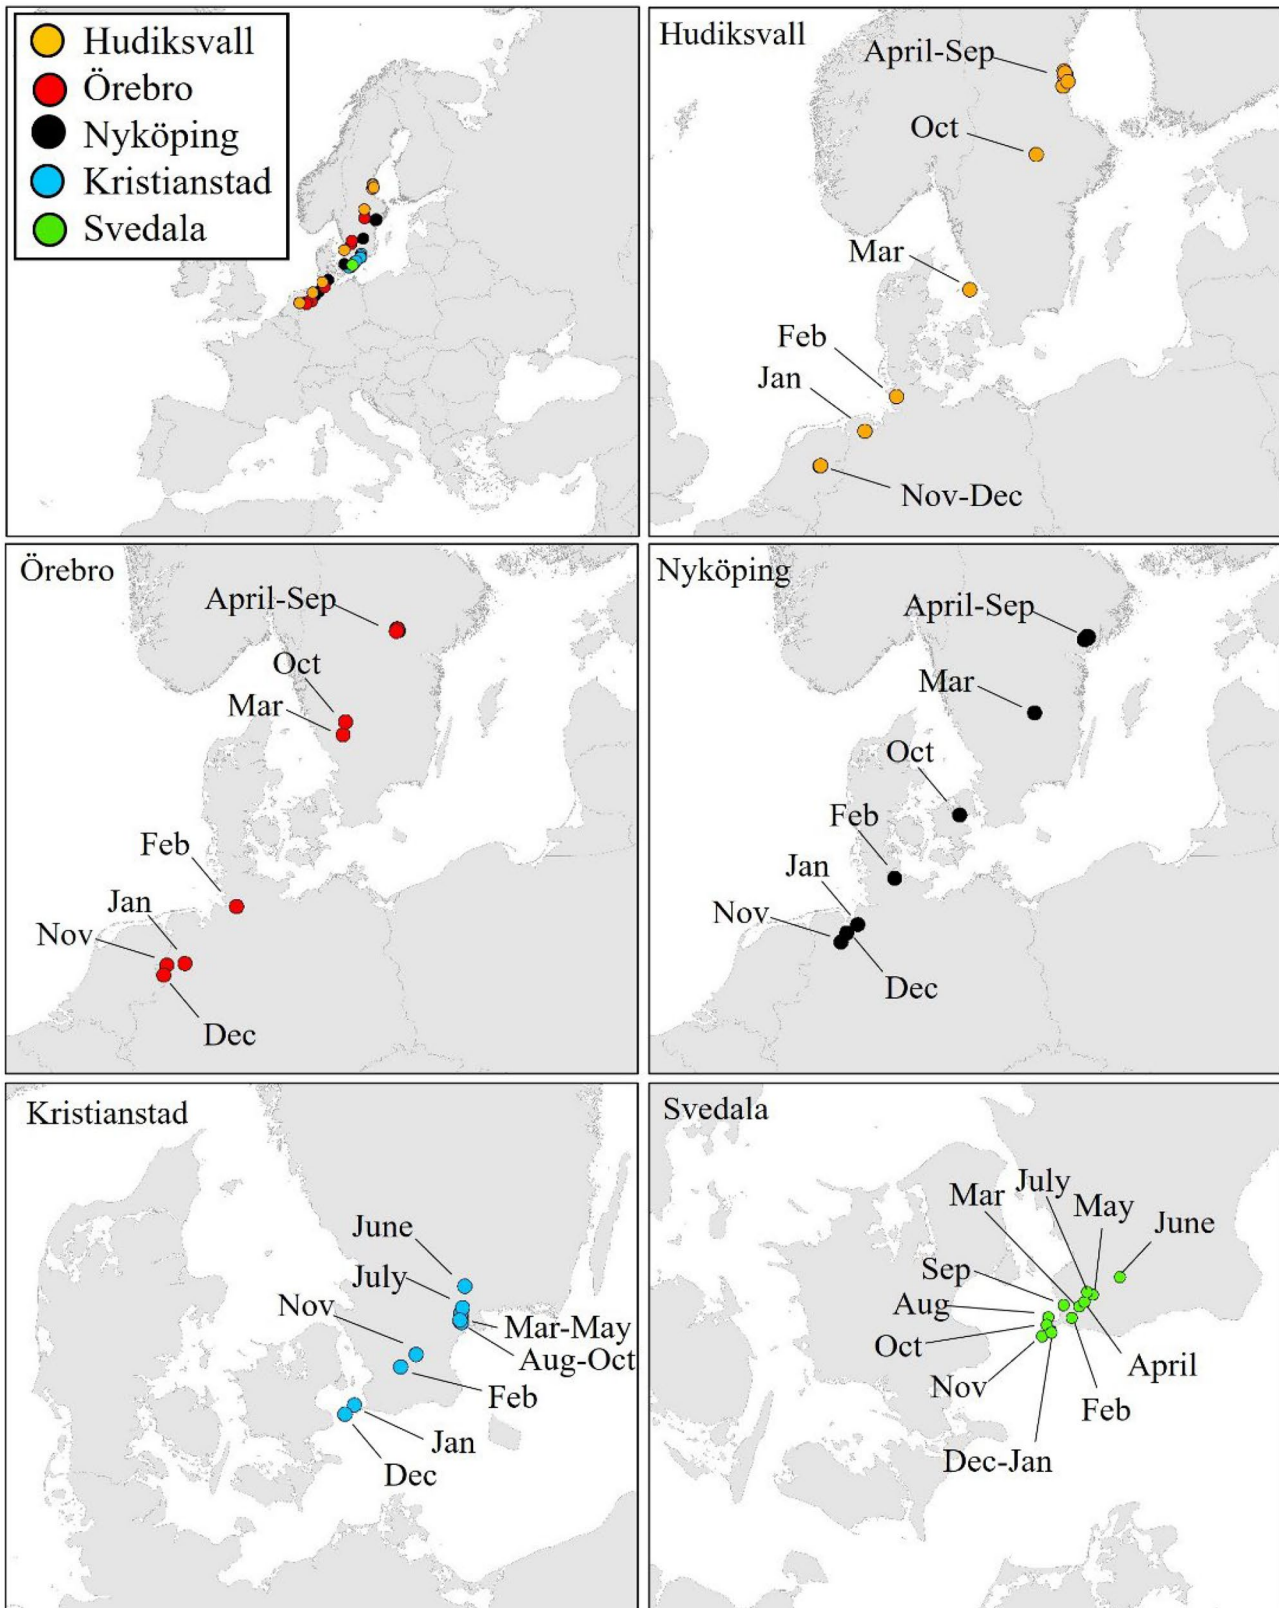 Hudiksvall
Örebro
Nyköping
Kristianstad
Svedala
Hudiksvall
April-Sep
Oct
Mar
Feb
Jan
Nov-Dec
Örebro
April-Sep
Oct
Mar
Feb
Jan
Nov
Dec
Nyköping
April-Sep
Mar
Oct
Feb
Jan
Nov
Dec
Kristianstad
June
July
Nov
Mar-May
Aug-Oct
Feb
Jan
Dec
Svedala
July
Mar
May
June
Sep
Aug
Oct
April
Nov
Feb
Dec-Jan